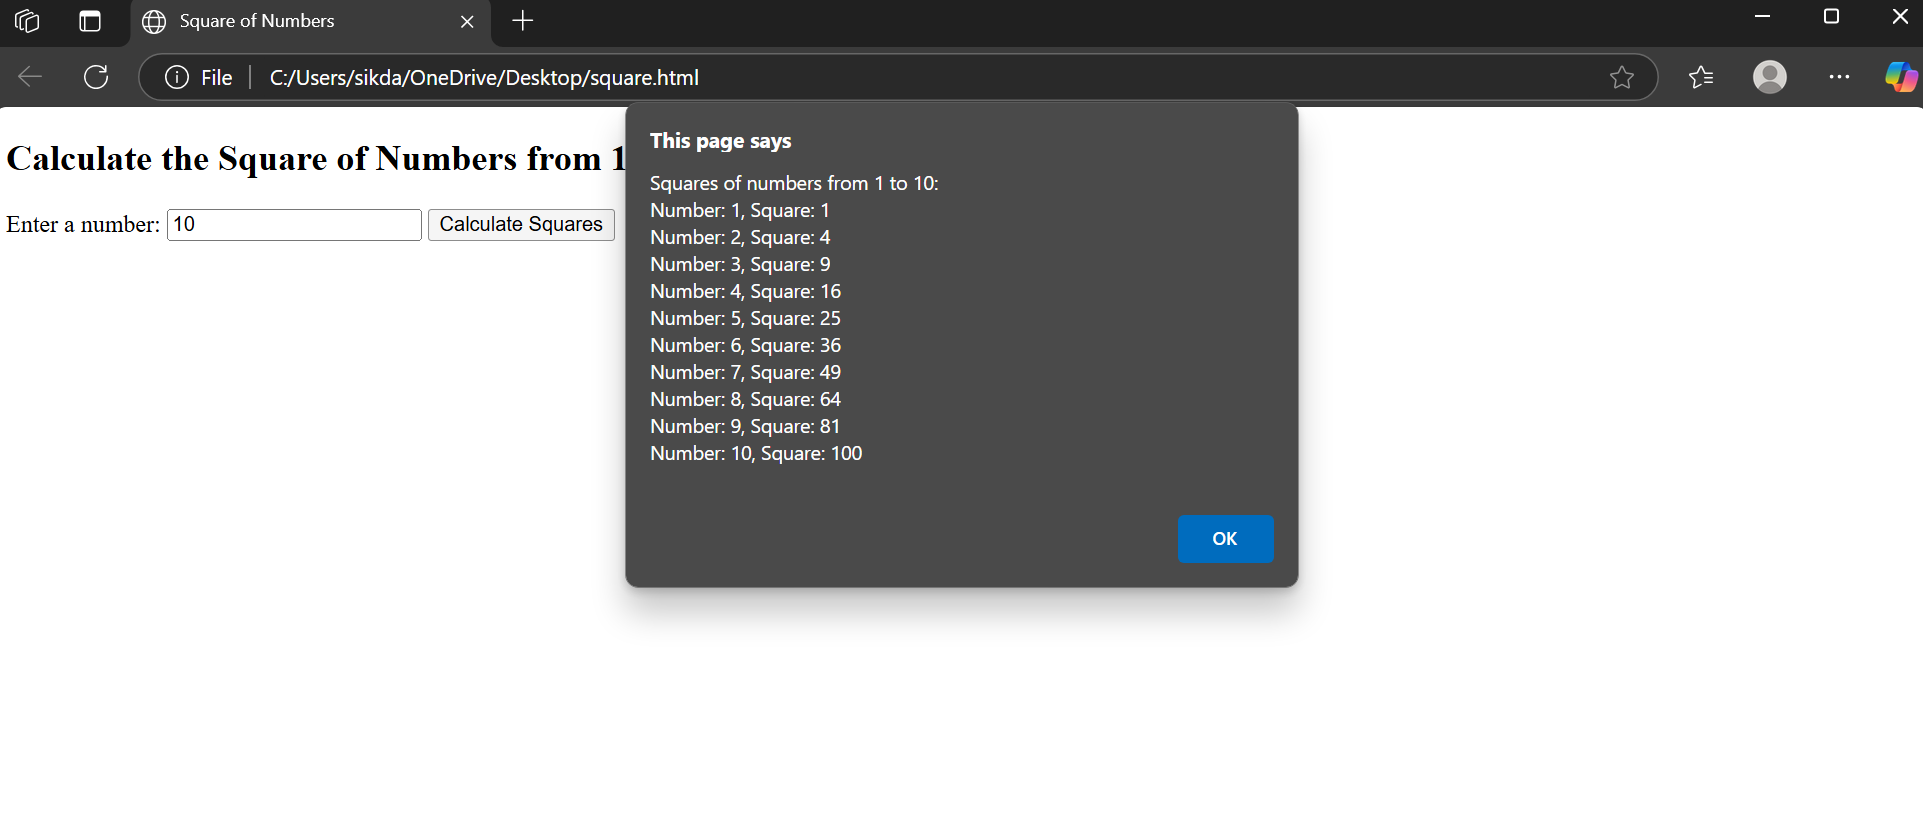 Square of Numbers
File C:/Users/sikda/OneDrive/Desktop/square.html
Calculate the Square of Numbers from 1
Enter a number: 10 Calculate Squares
This page says
Squares of numbers from 1 to 10:
Number: 1, Square: 1
Number: 2, Square: 4
Number: 3, Square: 9
Number: 4, Square: 16
Number: 5, Square: 25
Number: 6, Square: 36
Number: 7, Square: 49
Number: 8, Square: 64
Number: 9, Square: 81
Number: 10, Square: 100
OK